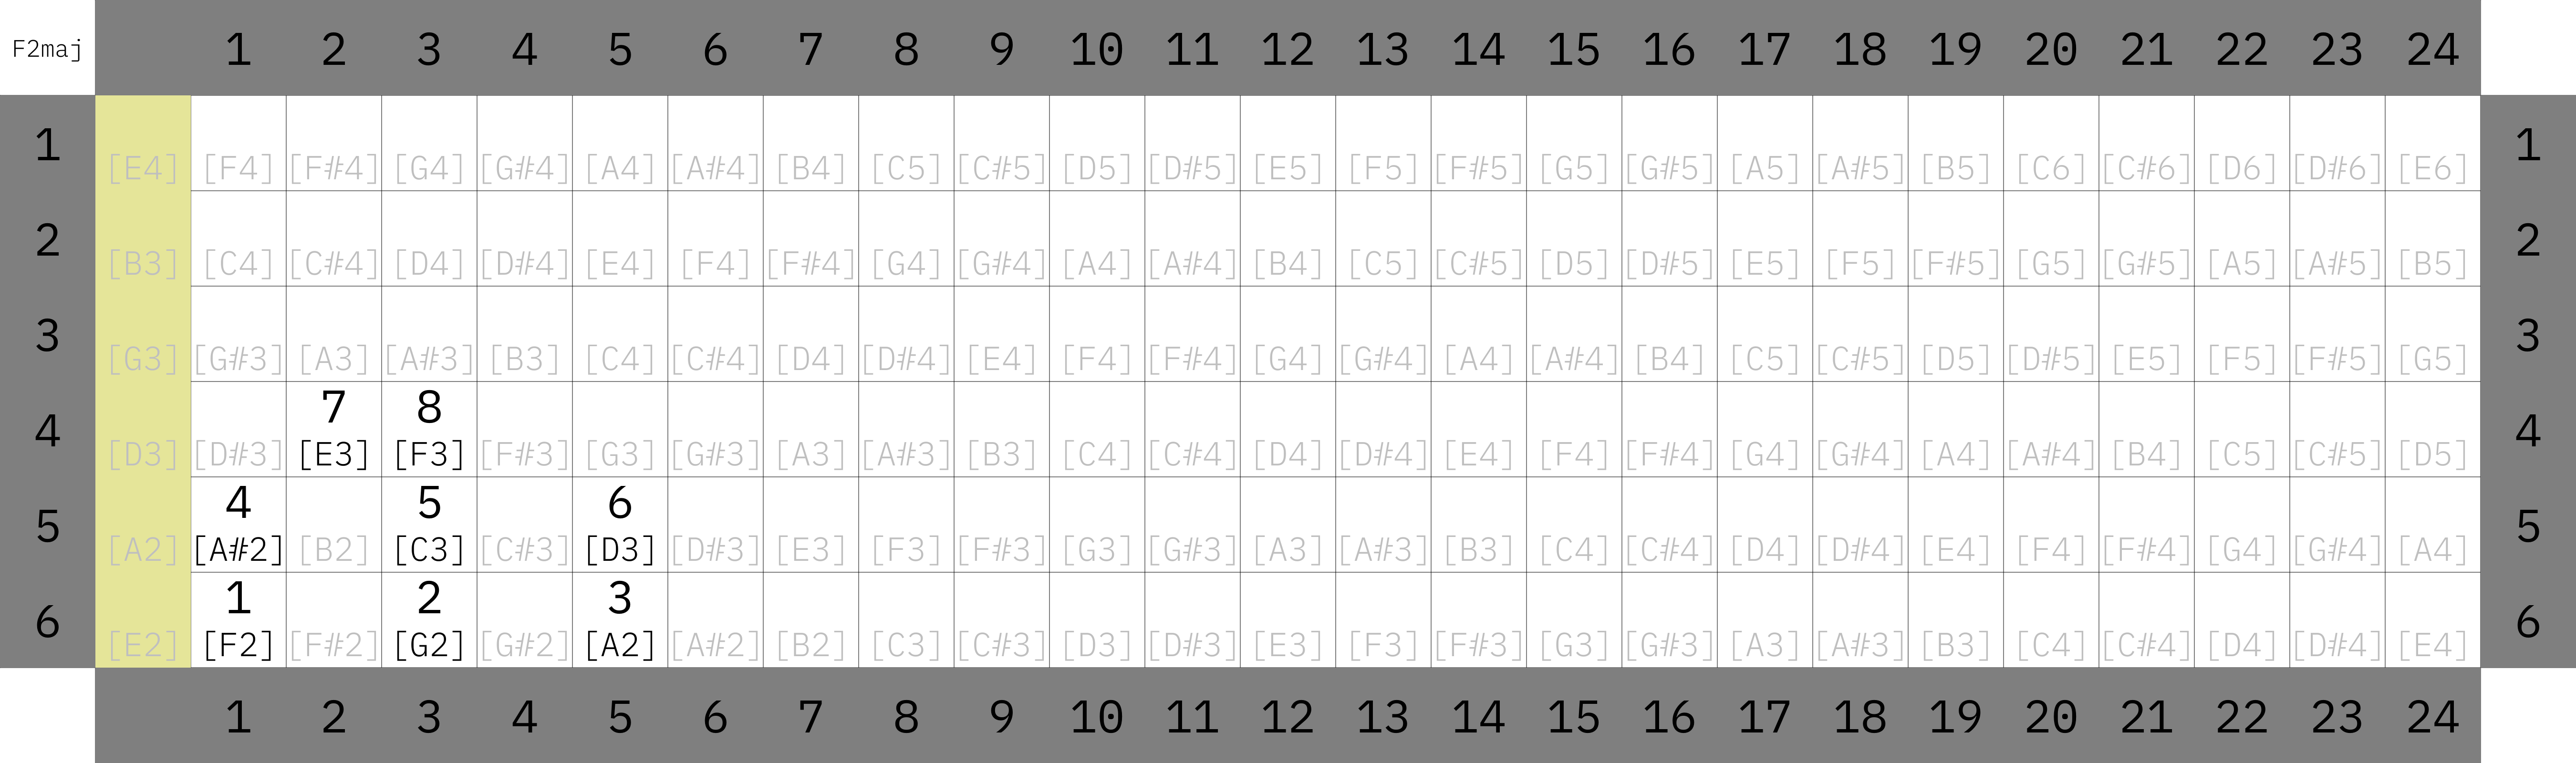 F2maj 1 2 3 4 5 6 7 8 9 10 11 12 13 14 15 16 17 18 19 20 21 22 23 24
1 [E4] [F4] [F#4] [G4] [G#4] [A4] [A#4] [B4] [C5] [C#5] [D5] [D#5] [E5] [F5] [F#5] [G5] [G#5] [A5] [A#5] [B5] [C6] [C#6] [D6] [D#6] [E6] 1
2 [B3] [C4] [C#4] [D4] [D#4] [E4] [F4] [F#4] [G4] [G#4] [A4] [A#4] [B4] [C5] [C#5] [D5] [D#5] [E5] [F5] [F#5] [G5] [G#5] [A5] [A#5] [B5] 2
3 [G3] [G#3] [A3] [A#3] [B3] [C4] [C#4] [D4] [D#4] [E4] [F4] [F#4] [G4] [G#4] [A4] [A#4] [B4] [C5] [C#5] [D5] [D#5] [E5] [F5] [F#5] [G5] 3
7 8
4 [D3] [D#3] [E3] [F3] [F#3] [G3] [G#3] [A3] [A#3] [B3] [C4] [C#4] [D4] [D#4] [E4] [F4] [F#4] [G4] [G#4] [A4] [A#4] [B4] [C5] [C#5] [D5] 4
4 5 6
5 [A2] [A#2] [B2] [C3] [C#3] [D3] [D#3] [E3] [F3] [F#3] [G3] [G#3] [A3] [A#3] [B3] [C4] [C#4] [D4] [D#4] [E4] [F4] [F#4] [G4] [G#4] [A4] 5
1 2 3
6 [E2] [F2] [F#2] [G2] [G#2] [A2] [A#2] [B2] [C3] [C#3] [D3] [D#3] [E3] [F3] [F#3] [G3] [G#3] [A3] [A#3] [B3] [C4] [C#4] [D4] [D#4] [E4] 6
1 2 3 4 5 6 7 8 9 10 11 12 13 14 15 16 17 18 19 20 21 22 23 24